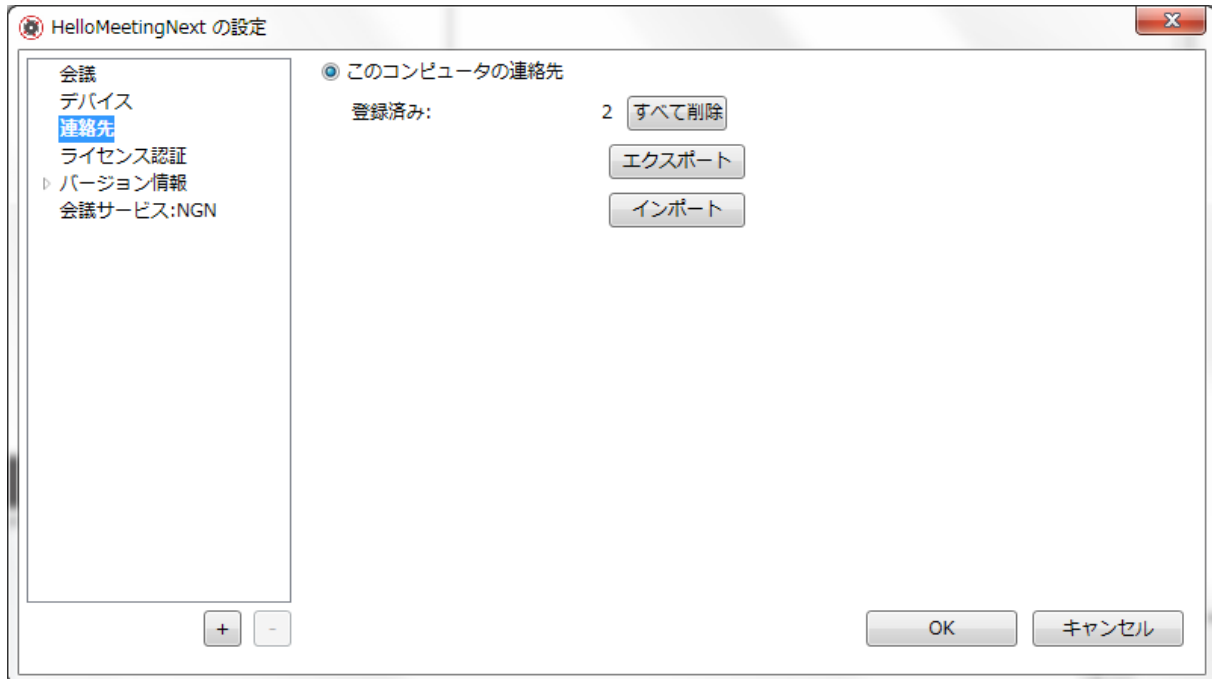 HelloMeetingNext の設定
会議
デバイス
連絡先
ライセンス認証
バージョン情報
会議サービス:NGN
このコンピュータの連絡先
登録済み: 2 すべて削除
エクスポート
インポート
+ -
OK キャンセル